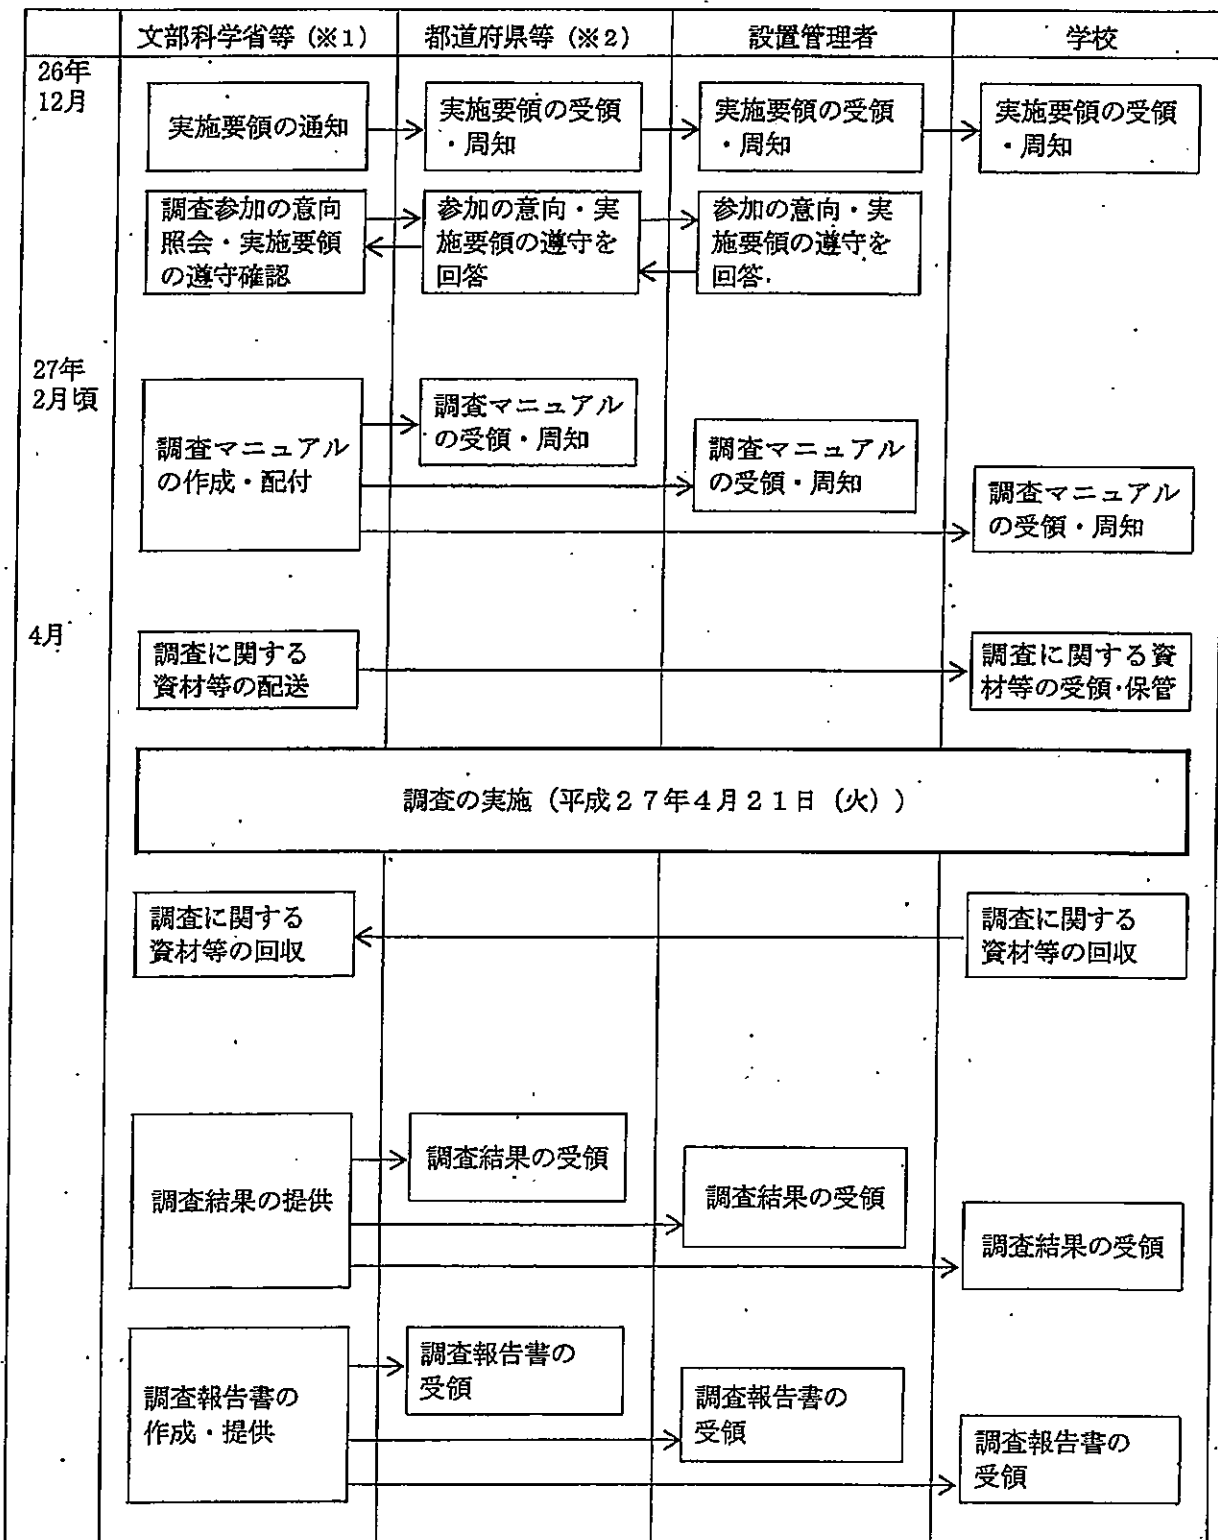 文部科学省等（※1）
都道府県等（※2）
設置管理者
学校
26年
12月
実施要領の通知
実施要領の受領
・周知
実施要領の受領
・周知
実施要領の受領
・周知
調査参加の意向
照会・実施要領
の遵守確認
参加の意向・実
施要領の遵守を
回答
参加の意向・実
施要領の遵守を
回答
27年
2月頃
調査マニュアル
の作成・配付
調査マニュアル
の受領・周知
調査マニュアル
の受領・周知
調査マニュアル
の受領・周知
4月
調査に関する
資材等の配送
調査に関する資
材等の受領・保管
調査の実施（平成２７年４月２１日（火））
調査に関する
資材等の回収
調査に関する
資材等の回収
調査結果の提供
調査結果の受領
調査結果の受領
調査結果の受領
調査報告書の
作成・提供
調査報告書の
受領
調査報告書の
受領
調査報告書の
受領